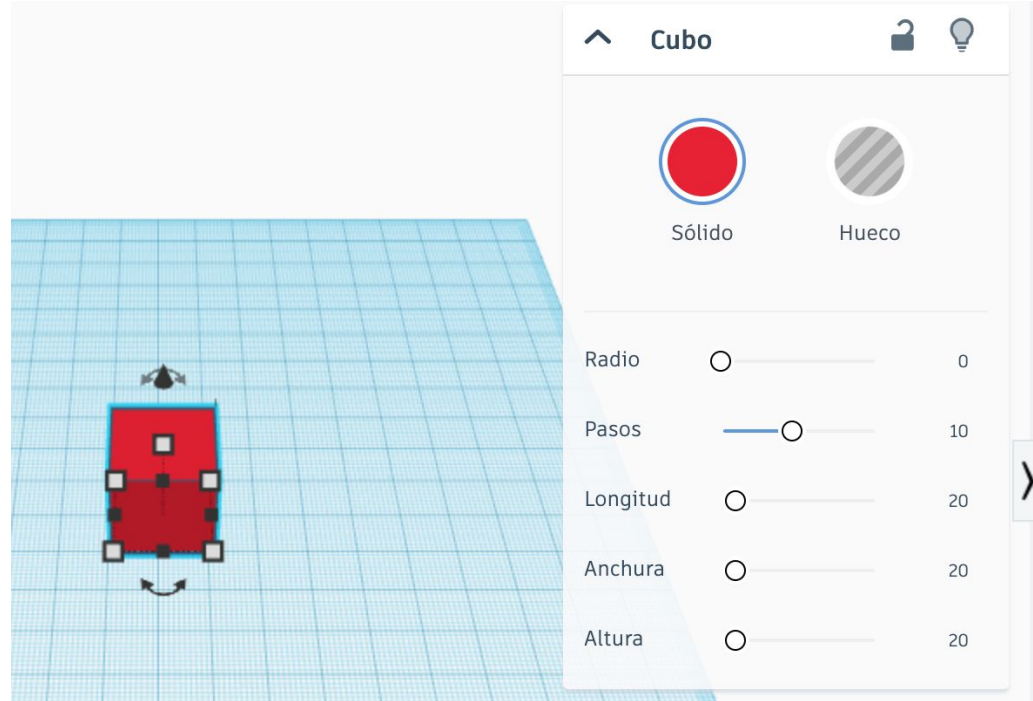 Cubo
Sólido Hueco
Radio 0
Pasos 10
Longitud 20
Anchura 20
Altura 20